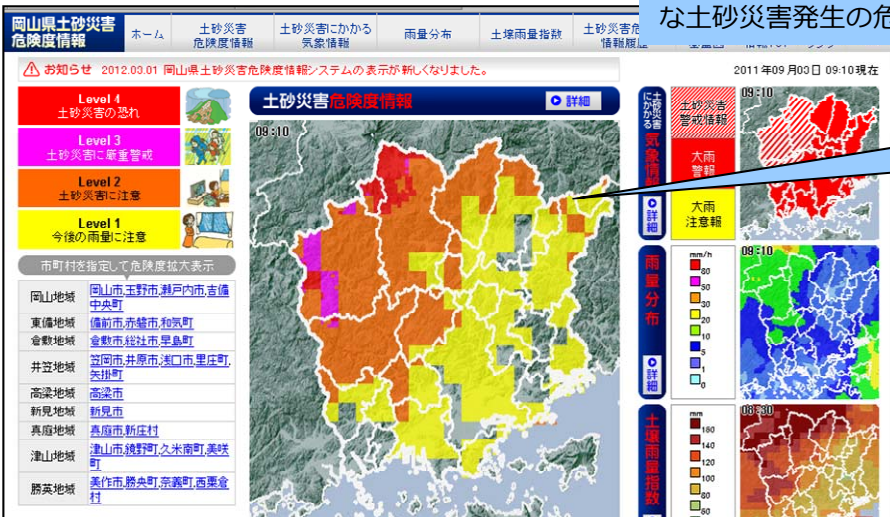 岡山県土砂災害
危険度情報
ホーム
土砂災害
危険度情報
土砂災害にかかる
気象情報
雨量分布
土壌雨量指数
土砂災害危
情報履歴
な土砂災害発生の危
お知らせ 2012.03.01 岡山県土砂災害危険度情報システムの表示が新しくなりました。
2011年09月03日 09:10現在
Level 4
土砂災害の恐れ
Level 3
土砂災害に厳重警戒
Level 2
土砂災害に注意
Level 1
今後の雨量に注意
市町村を指定して危険度拡大表示
岡山地域
岡山市,玉野市,瀬戸内市,吉備
中央町
東備地域
備前市,赤磐市,和気町
倉敷地域
倉敷市,総社市,早島町
井笠地域
笠岡市,井原市,浅口市,里庄町,
矢掛町
高梁地域
高梁市
新見地域
新見市
真庭地域
真庭市,新庄村
津山地域
津山市,鏡野町,久米南町,美咲
町
勝英地域
美作市,勝央町,奈義町,西粟倉
村
土砂災害危険度情報
詳細
09:10
土砂災害
にかかる
気象情報
詳細
土砂災害
警戒情報
大雨
警報
大雨
注意報
09:10
雨量分布
詳細
mm/h
80
50
30
20
10
5
1
0
09:10
土壌雨量指数
mm
180
140
120
100
80
50
08:30